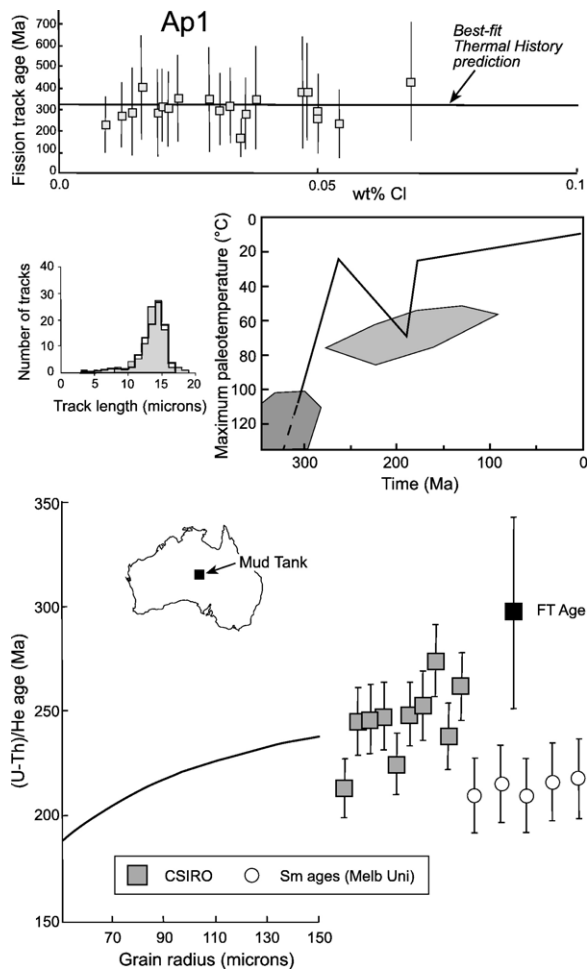 Ap1
Best-fit
Thermal History
prediction
Fission track age (Ma)
700
600
500
400
300
200
100
0
0.0
0.05
0.1
wt% Cl
Number of tracks
40
30
20
10
0
0
5
10
15
20
Track length (microns)
Maximum paleotemperature (°C)
0
20
40
60
80
100
120
300
200
100
0
Time (Ma)
(U-Th)/He age (Ma)
350
300
250
200
150
Mud Tank
FT Age
CSIRO
Sm ages (Melb Uni)
70
90
110
130
150
Grain radius (microns)